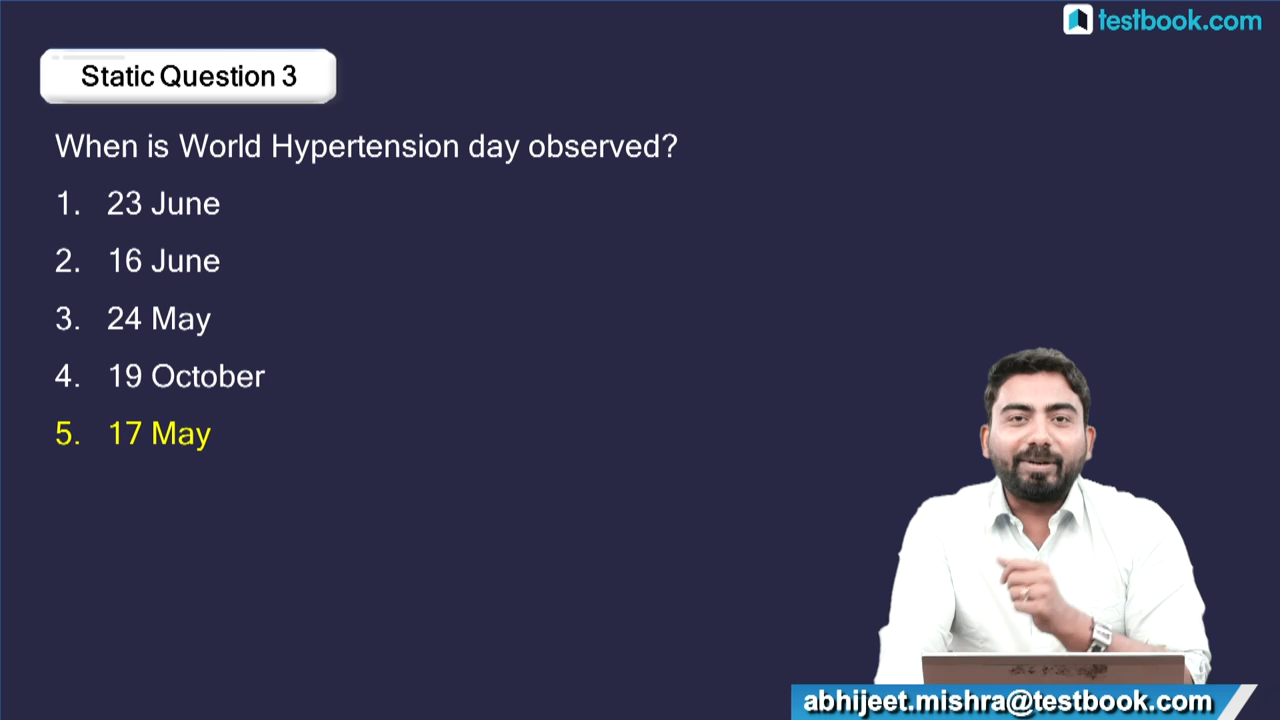 testbook.com
Static Question 3
When is World Hypertension day observed?
1. 23 June
2. 16 June
3. 24 May
4. 19 October
5. 17 May
abhijeet.mishra@testbook.com